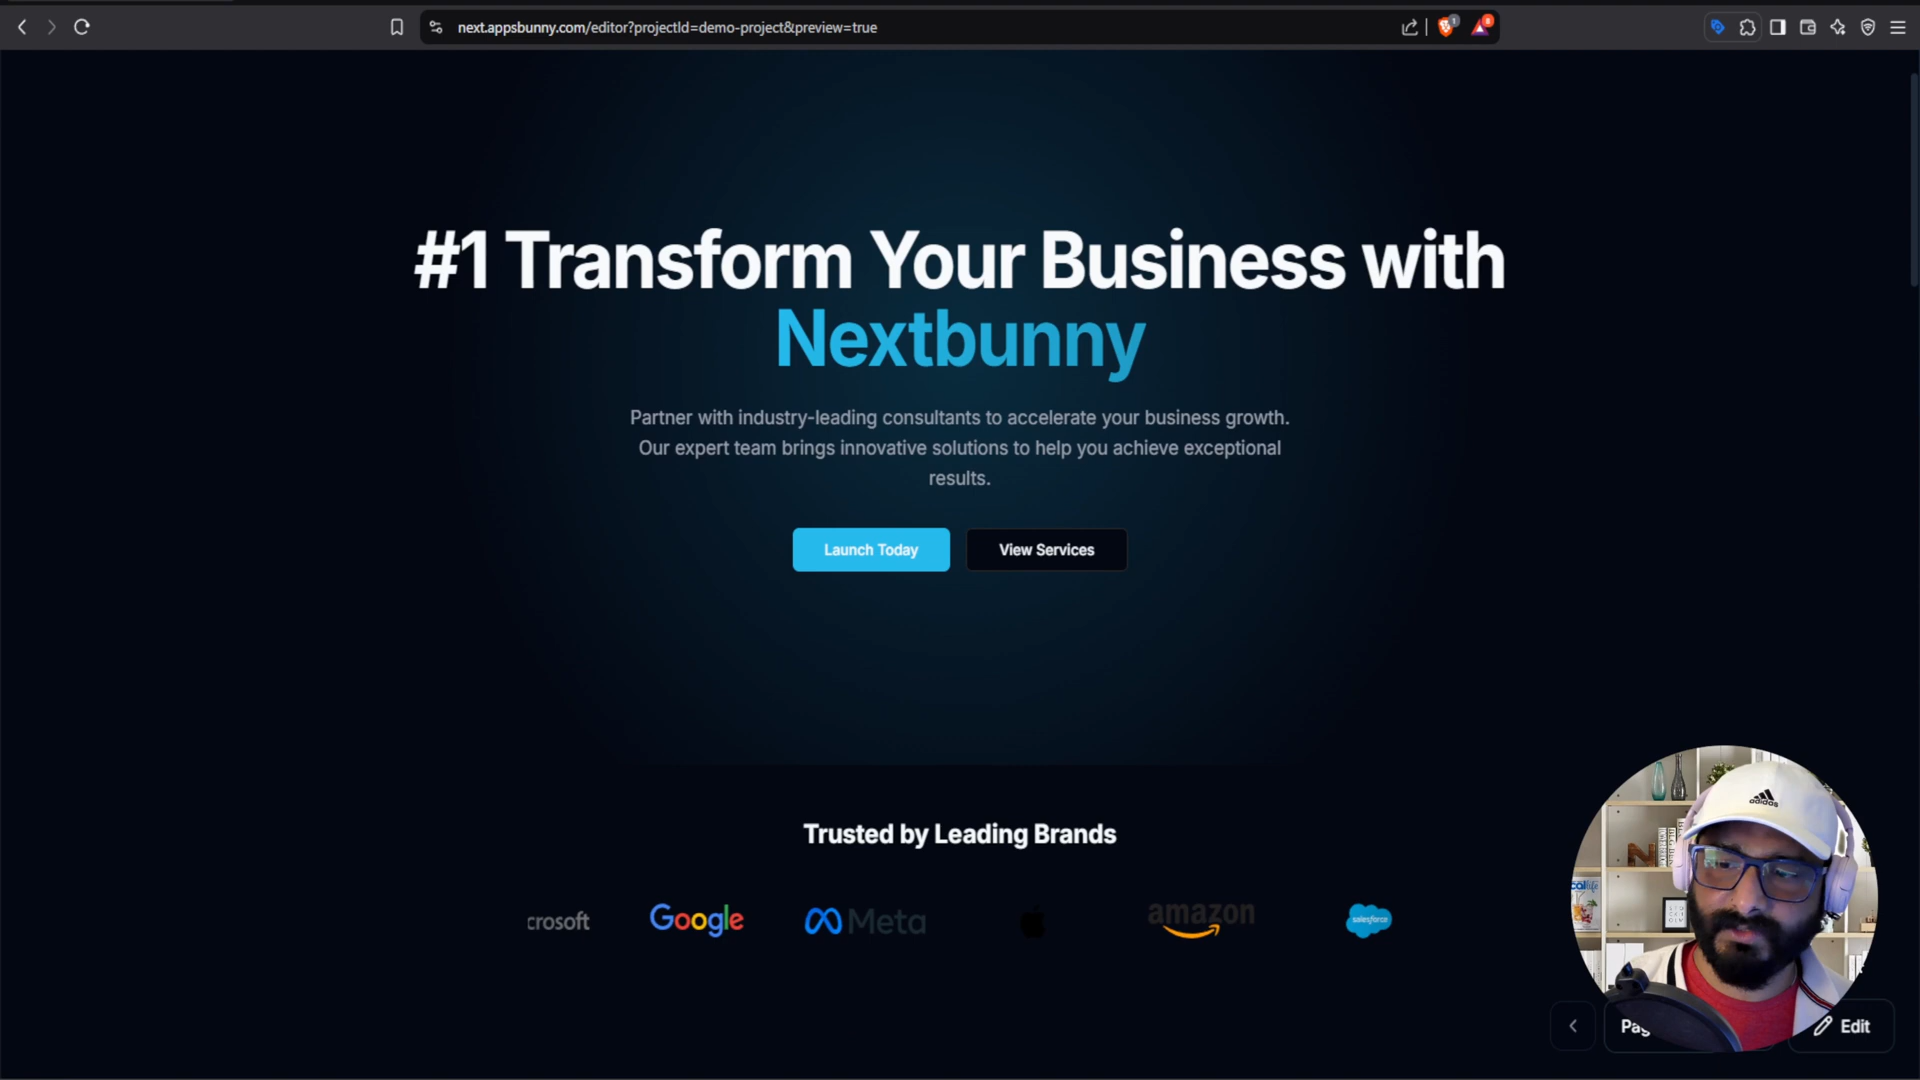 next.appsbunny.com/editor?projectId=demo-project&preview=true
#1 Transform Your Business with
Nextbunny
Partner with industry-leading consultants to accelerate your business growth.
Our expert team brings innovative solutions to help you achieve exceptional
results.
Launch Today
View Services
Trusted by Leading Brands
crosoft
Google
Meta
amazon
salesforce
adidas
Edit